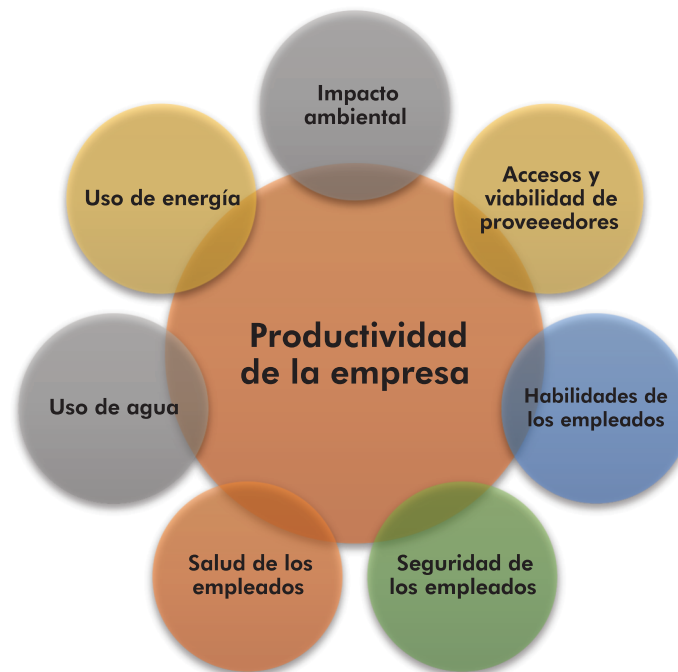 Impacto
ambiental
Accesos y
viabilidad de
proveeedores
Uso de energía
Productividad
de la empresa
Habilidades de
los empleados
Uso de agua
Seguridad de
los empleados
Salud de los
empleados